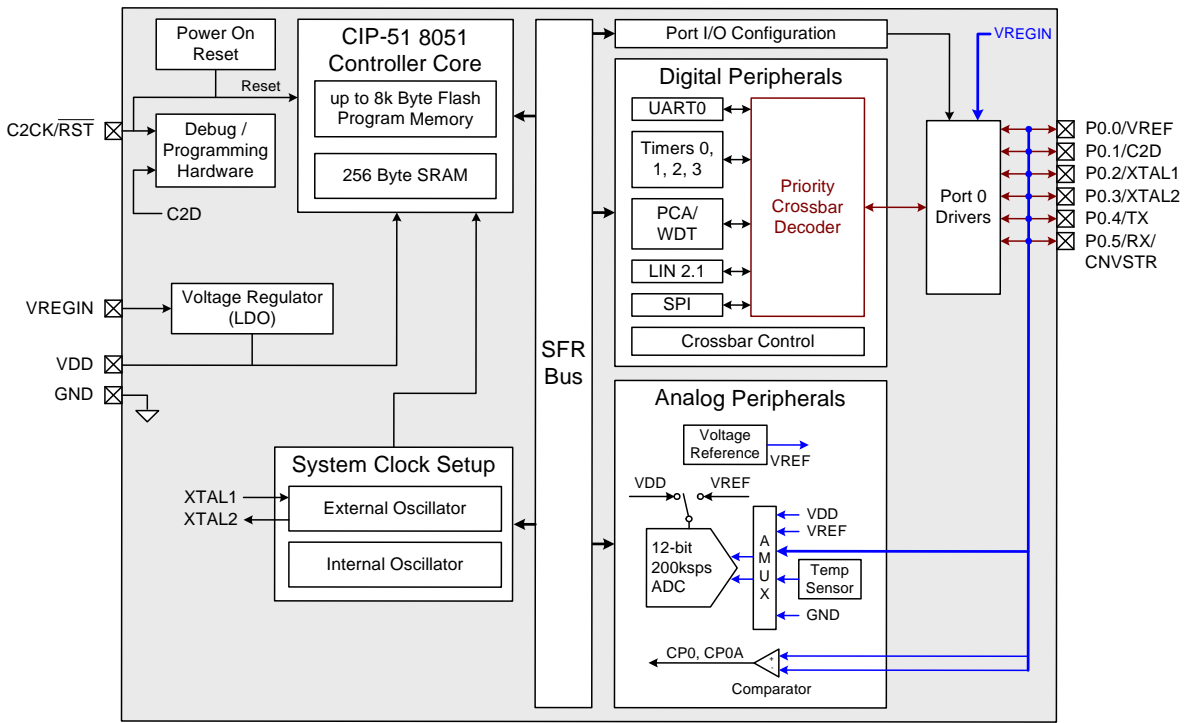 Power On
Reset
Reset
C2CK/RST
Debug /
Programming
Hardware
C2D
CIP-51 8051
Controller Core
up to 8k Byte Flash
Program Memory
256 Byte SRAM
VREGIN
Voltage Regulator
(LDO)
VDD
GND
System Clock Setup
XTAL1
XTAL2
External Oscillator
Internal Oscillator
SFR
Bus
Port I/O Configuration
Digital Peripherals
UART0
Timers 0,
1, 2, 3
PCA/
WDT
LIN 2.1
SPI
Priority
Crossbar
Decoder
Crossbar Control
Port 0
Drivers
VREGIN
P0.0/VREF
P0.1/C2D
P0.2/XTAL1
P0.3/XTAL2
P0.4/TX
P0.5/RX/
CNVSTR
Analog Peripherals
Voltage
Reference
VREF
VDD
VREF
12-bit
200ksps
ADC
A
M
U
X
VDD
VREF
Temp
Sensor
GND
CP0, CP0A
+
-
Comparator